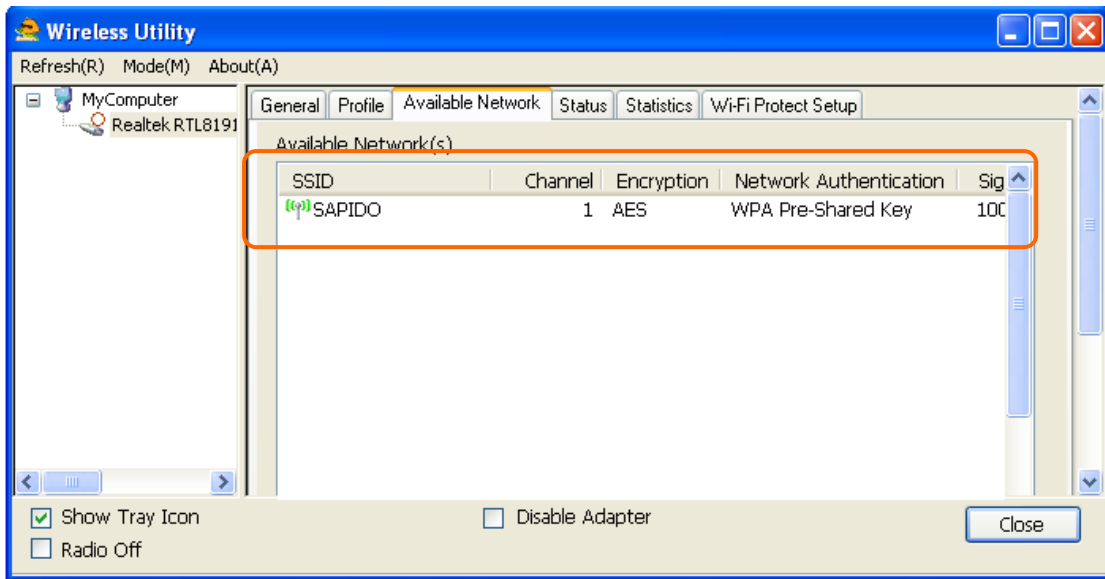 Wireless Utility
Refresh(R) Mode(M) About(A)
MyComputer
Realtek RTL8191
General Profile Available Network Status Statistics Wi-Fi Protect Setup
Available Network(s)
SSID Channel Encryption Network Authentication Sig
SAPIDO 1 AES WPA Pre-Shared Key 100
Show Tray Icon Disable Adapter Close
Radio Off